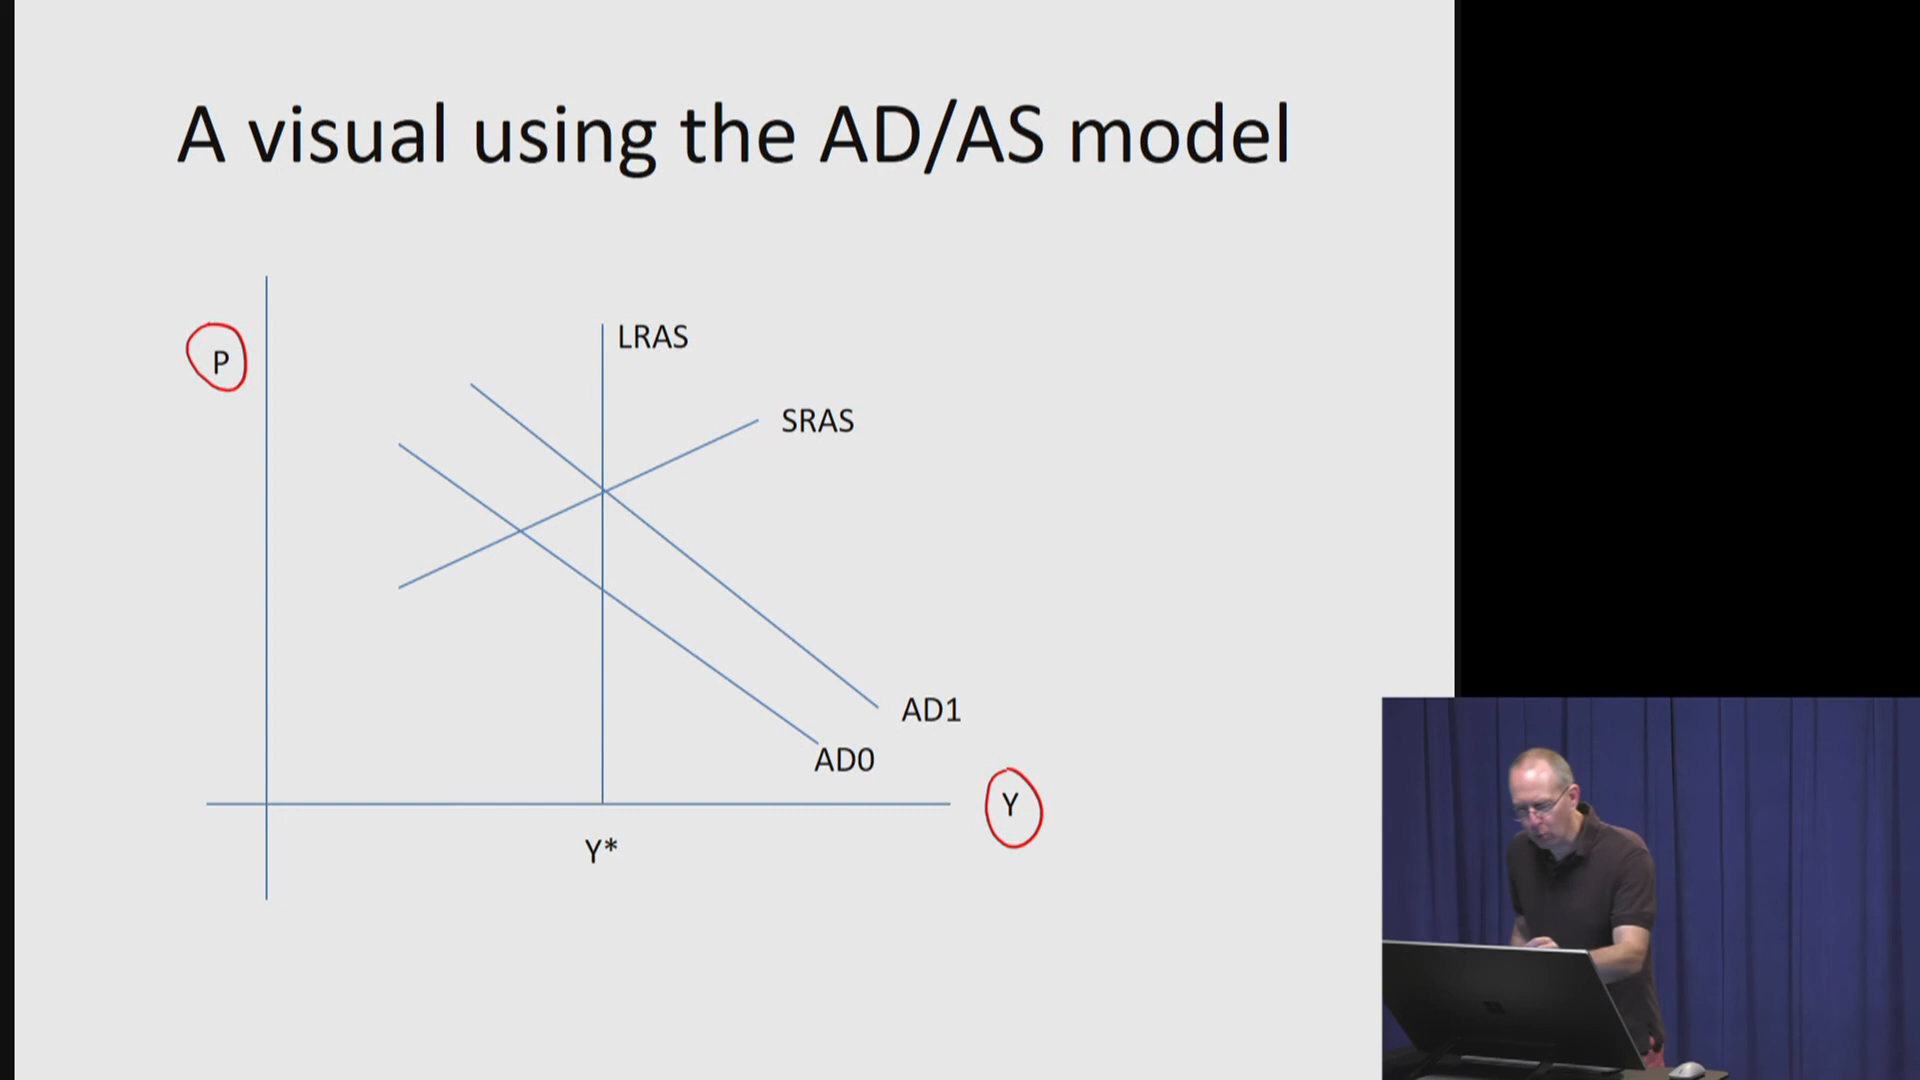 A visual using the AD/AS model
P
LRAS
SRAS
AD1
AD0
Y
Y*